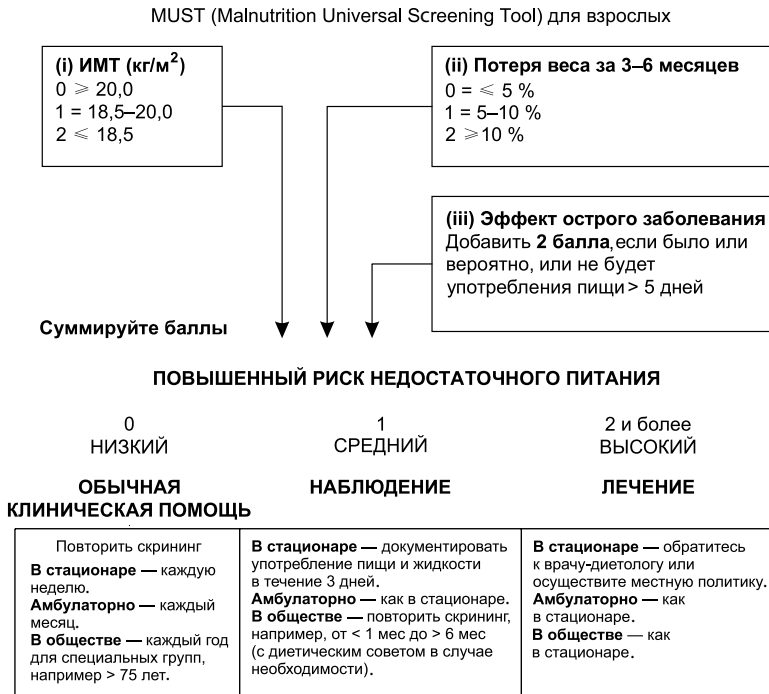 MUST (Malnutrition Universal Screening Tool) для взрослых
(i) ИМТ (кг/м²)
0 ⩾ 20,0
1 = 18,5–20,0
2 ⩽ 18,5
(ii) Потеря веса за 3–6 месяцев
0 = ⩽ 5 %
1 = 5–10 %
2 ⩾ 10 %
(iii) Эффект острого заболевания
Добавить 2 балла, если было или
вероятно, или не будет
употребления пищи > 5 дней
Суммируйте баллы
ПОВЫШЕННЫЙ РИСК НЕДОСТАТОЧНОГО ПИТАНИЯ
0
НИЗКИЙ
ОБЫЧНАЯ
КЛИНИЧЕСКАЯ ПОМОЩЬ
Повторить скрининг
В стационаре — каждую
неделю.
Амбулаторно — каждый
месяц.
В обществе — каждый год
для специальных групп,
например > 75 лет.
1
СРЕДНИЙ
НАБЛЮДЕНИЕ
В стационаре — документировать
употребление пищи и жидкости
в течение 3 дней.
Амбулаторно — как в стационаре.
В обществе — повторить скрининг,
например, от < 1 мес до > 6 мес
(с диетическим советом в случае
необходимости).
2 и более
ВЫСОКИЙ
ЛЕЧЕНИЕ
В стационаре — обратитесь
к врачу-диетологу или
осуществите местную политику.
Амбулаторно — как
в стационаре.
В обществе — как
в стационаре.